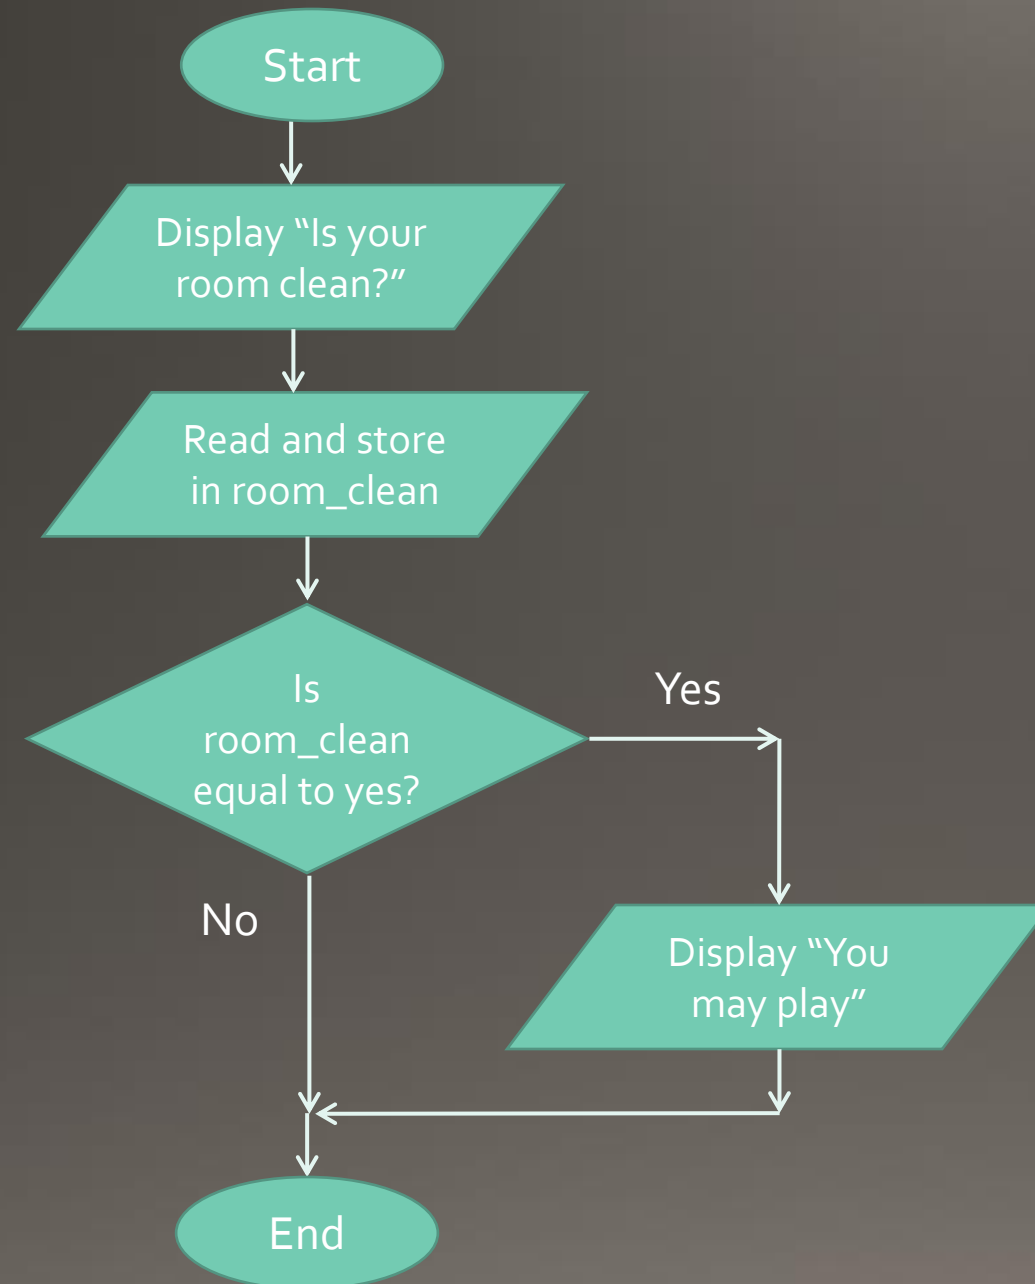 Start
Display “Is your
room clean?”
Read and store
in room_clean
Is
room_clean
equal to yes?
Yes
No
Display “You
may play”
End